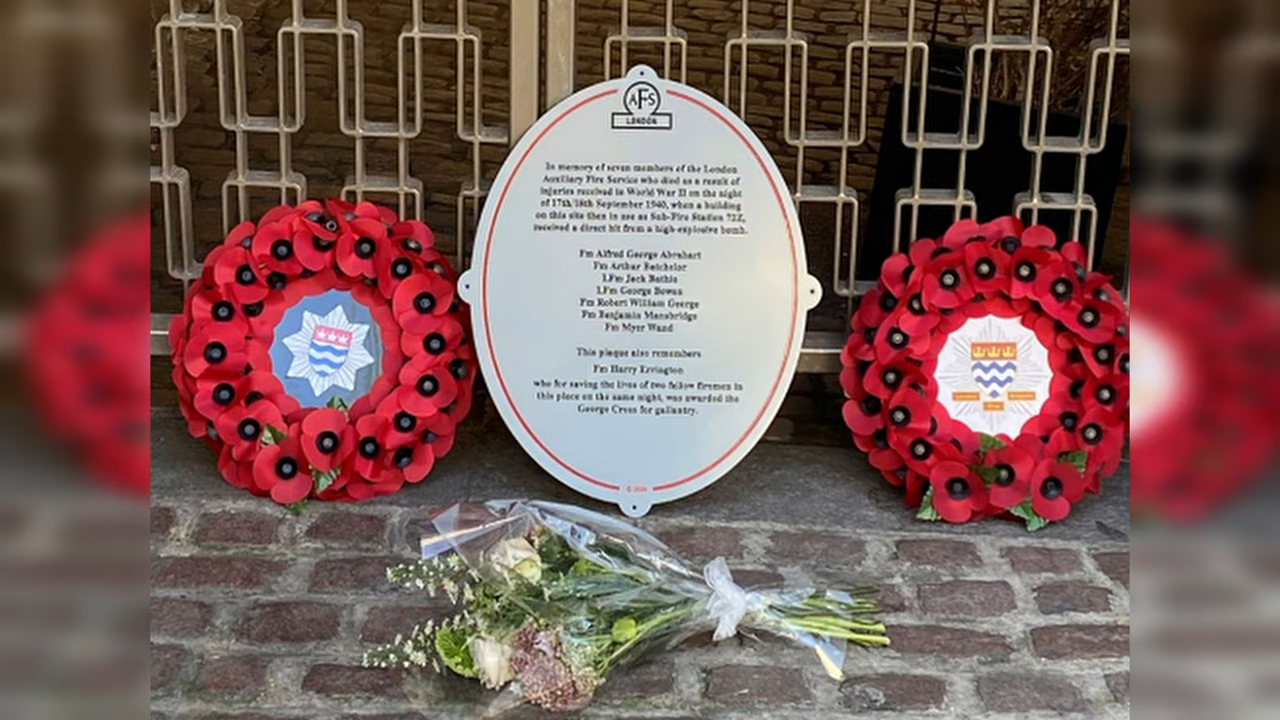 AFS
LONDON
In memory of seven members of the London
Auxiliary Fire Service who died as a result of
injuries received in World War II on the night
of 17th/18th September 1940, when a building
on this site then in use as Sub-Fire Station 72Z,
received a direct hit from a high-explosive bomb.
Fm Alfred George Abrahart
Fm Arthur Batchelor
LFm Jack Bathie
LFm George Bowen
Fm Robert William George
Fm Benjamin Mansbridge
Fm Myer Wand
This plaque also remembers
Fm Harry Errington
who for saving the lives of two fellow firemen in
this place on the same night, was awarded the
George Cross for gallantry.
London
Fire
Brigade